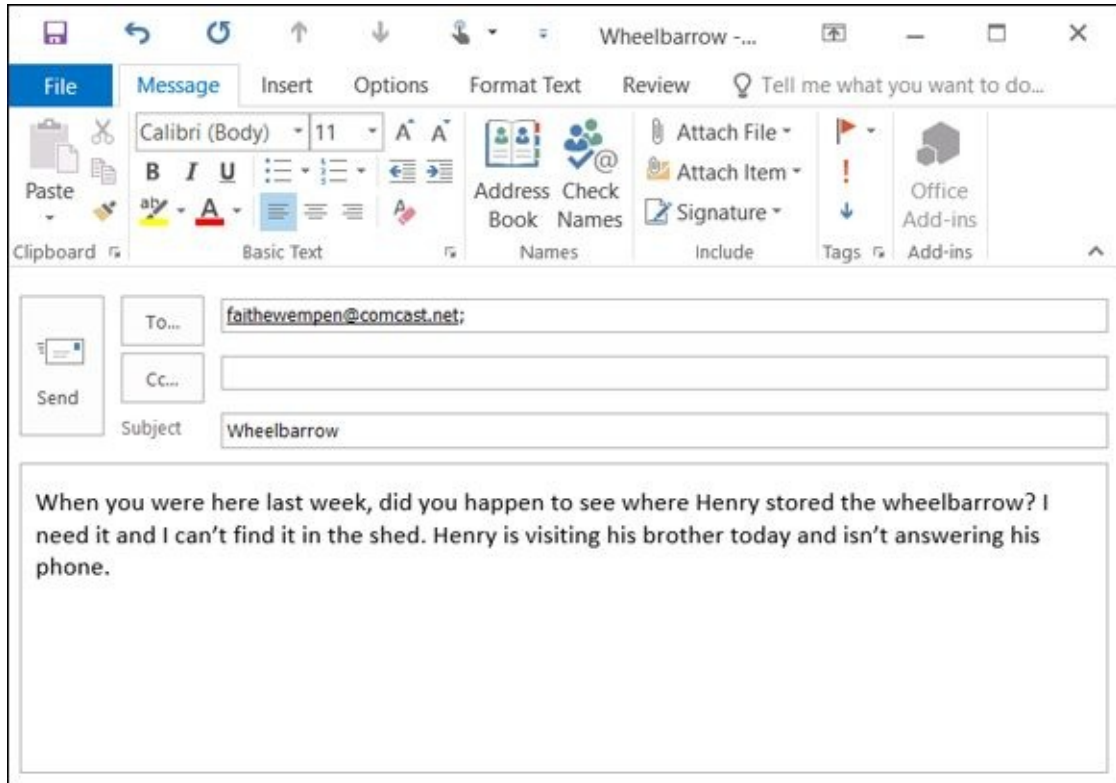 Wheelbarrow -...
File Message Insert Options Format Text Review Tell me what you want to do...
Calibri (Body) 11 A A
B I U
ab A
Paste
Clipboard
Basic Text
Address Book
Check Names
Names
Attach File
Attach Item
Signature
Include
Tags
Office Add-ins
Add-ins
Send
To... faithewempen@comcast.net;
Cc...
Subject Wheelbarrow
When you were here last week, did you happen to see where Henry stored the wheelbarrow? I
need it and I can't find it in the shed. Henry is visiting his brother today and isn't answering his
phone.